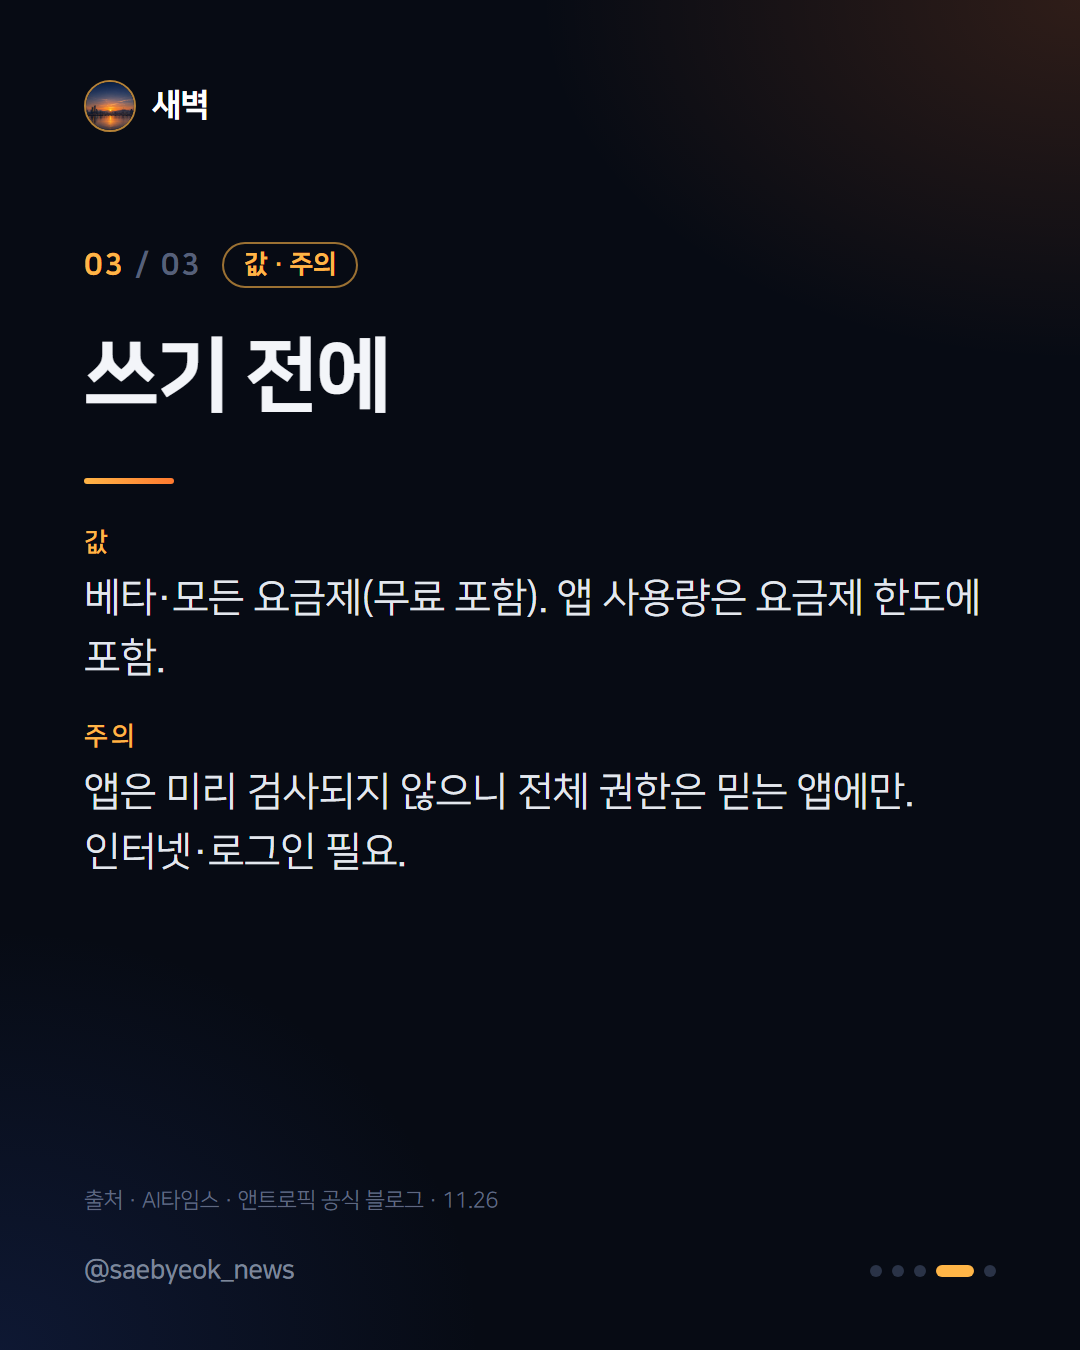 새벽
03 / 03 값 · 주의
쓰기 전에
값
베타·모든 요금제(무료 포함). 앱 사용량은 요금제 한도에
포함.
주의
앱은 미리 검사되지 않으니 전체 권한은 믿는 앱에만.
인터넷·로그인 필요.
출처 · AI타임스 · 앤트로픽 공식 블로그 · 11.26
@saebyeok_news